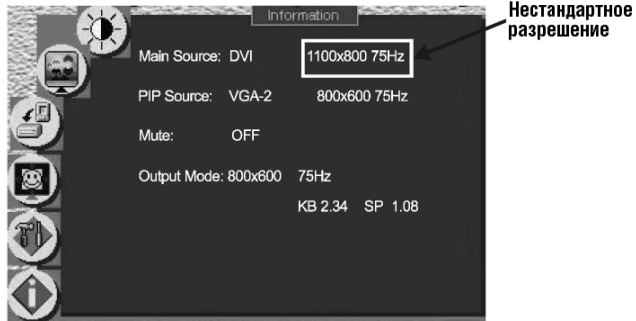 Information
Нестандартное
разрешение
Main Source: DVI 1100x800 75Hz
PIP Source: VGA-2 800x600 75Hz
Mute: OFF
Output Mode: 800x600 75Hz
KB 2.34 SP 1.08